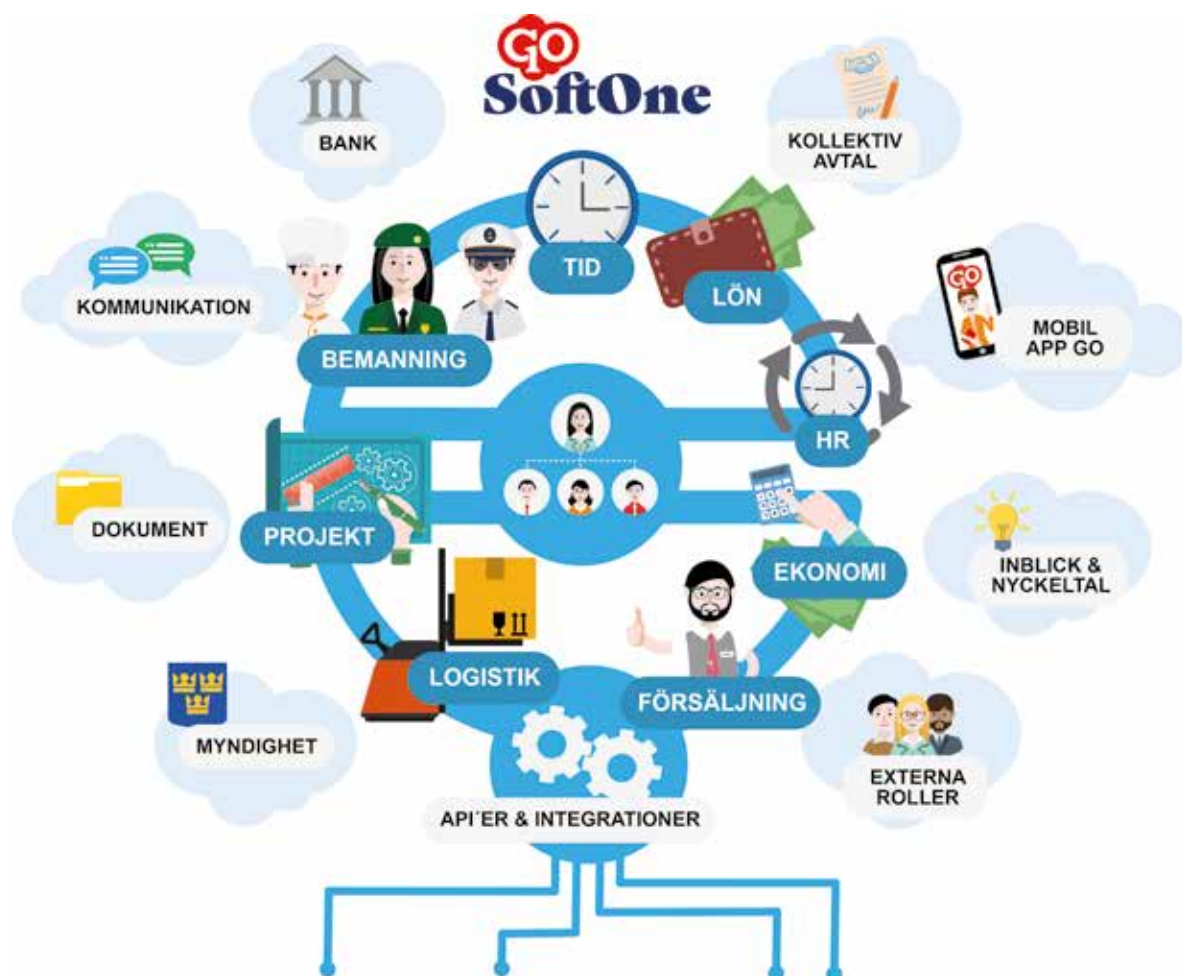 GO
SoftOne
BANK
KOLLEKTIV
AVTAL
KOMMUNIKATION
TID
LÖN
GO
MOBIL
APP GO
BEMANNING
HR
DOKUMENT
PROJEKT
EKONOMI
INBLICK &
NYCKELTAL
LOGISTIK
FÖRSÄLJNING
MYNDIGHET
EXTERNA
ROLLER
API´ER & INTEGRATIONER